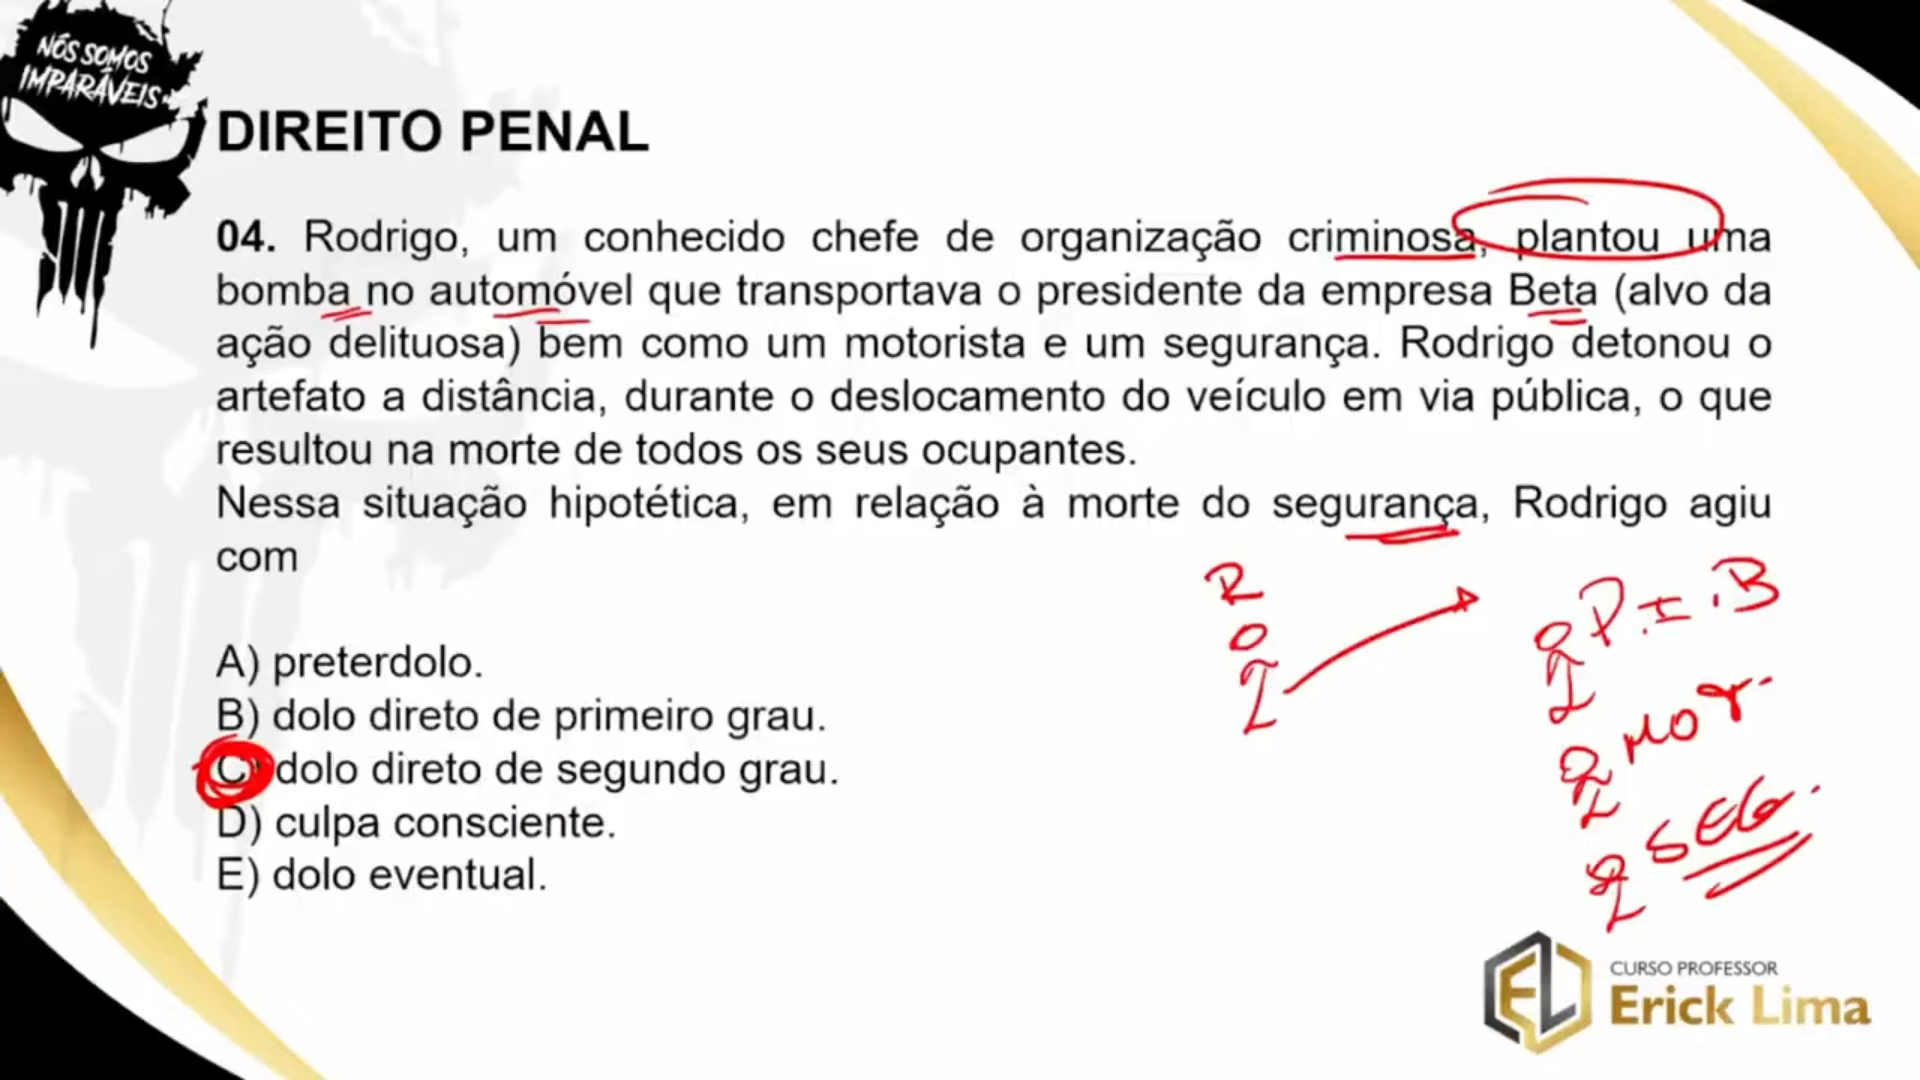 NÓS SOMOS
IMPARÁVEIS
DIREITO PENAL
04. Rodrigo, um conhecido chefe de organização criminosa, plantou uma
bomba no automóvel que transportava o presidente da empresa Beta (alvo da
ação delituosa) bem como um motorista e um segurança. Rodrigo detonou o
artefato a distância, durante o deslocamento do veículo em via pública, o que
resultou na morte de todos os seus ocupantes.
Nessa situação hipotética, em relação à morte do segurança, Rodrigo agiu
com
A) preterdolo.
B) dolo direto de primeiro grau.
C) dolo direto de segundo grau.
D) culpa consciente.
E) dolo eventual.
R
O
MOT.
SEG.
CURSO PROFESSOR
Erick Lima